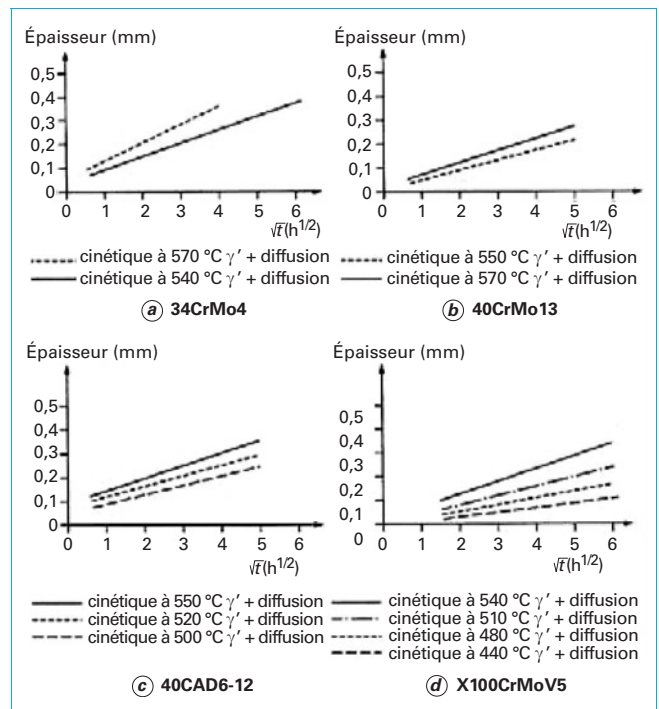 Épaisseur (mm)
0,5
0,4
0,3
0,2
0,1
0
0 1 2 3 4 5 6
√t(h1/2)
cinétique à 570 °C γ′ + diffusion
cinétique à 540 °C γ′ + diffusion
a 34CrMo4
Épaisseur (mm)
0,5
0,4
0,3
0,2
0,1
0
0 1 2 3 4 5 6
√t(h1/2)
cinétique à 550 °C γ′ + diffusion
cinétique à 570 °C γ′ + diffusion
b 40CrMo13
Épaisseur (mm)
0,5
0,4
0,3
0,2
0,1
0
0 1 2 3 4 5 6
√t(h1/2)
cinétique à 550 °C γ′ + diffusion
cinétique à 520 °C γ′ + diffusion
cinétique à 500 °C γ′ + diffusion
c 40CAD6-12
Épaisseur (mm)
0,5
0,4
0,3
0,2
0,1
0
0 1 2 3 4 5 6
√t(h1/2)
cinétique à 540 °C γ′ + diffusion
cinétique à 510 °C γ′ + diffusion
cinétique à 480 °C γ′ + diffusion
cinétique à 440 °C γ′ + diffusion
d X100CrMoV5